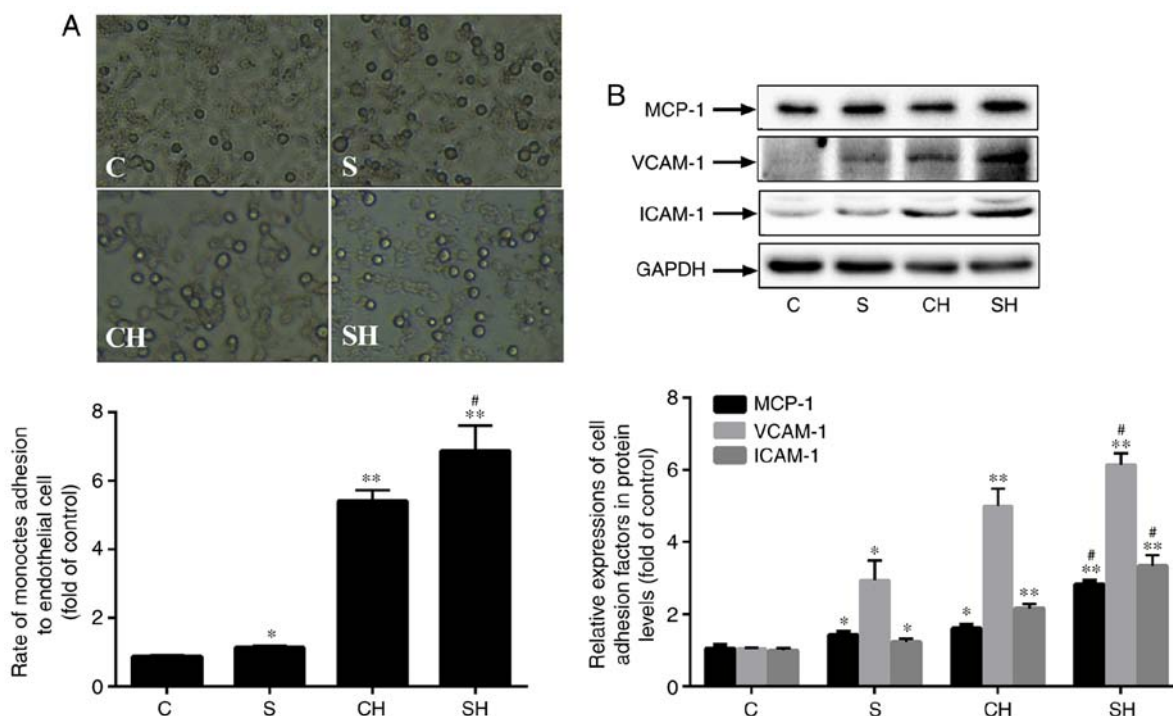 A
C
S
CH
SH
B
MCP-1
VCAM-1
ICAM-1
GAPDH
C S CH SH
Rate of monoctes adhesion
to endothelial cell
(fold of control)
8
6
4
2
0
*
**
#
**
C S CH SH
Relative expressions of cell
adhesion factors in protein
levels (fold of control)
8
6
4
2
0
MCP-1
VCAM-1
ICAM-1
* * *
* ** **
# # #
** ** **
C S CH SH